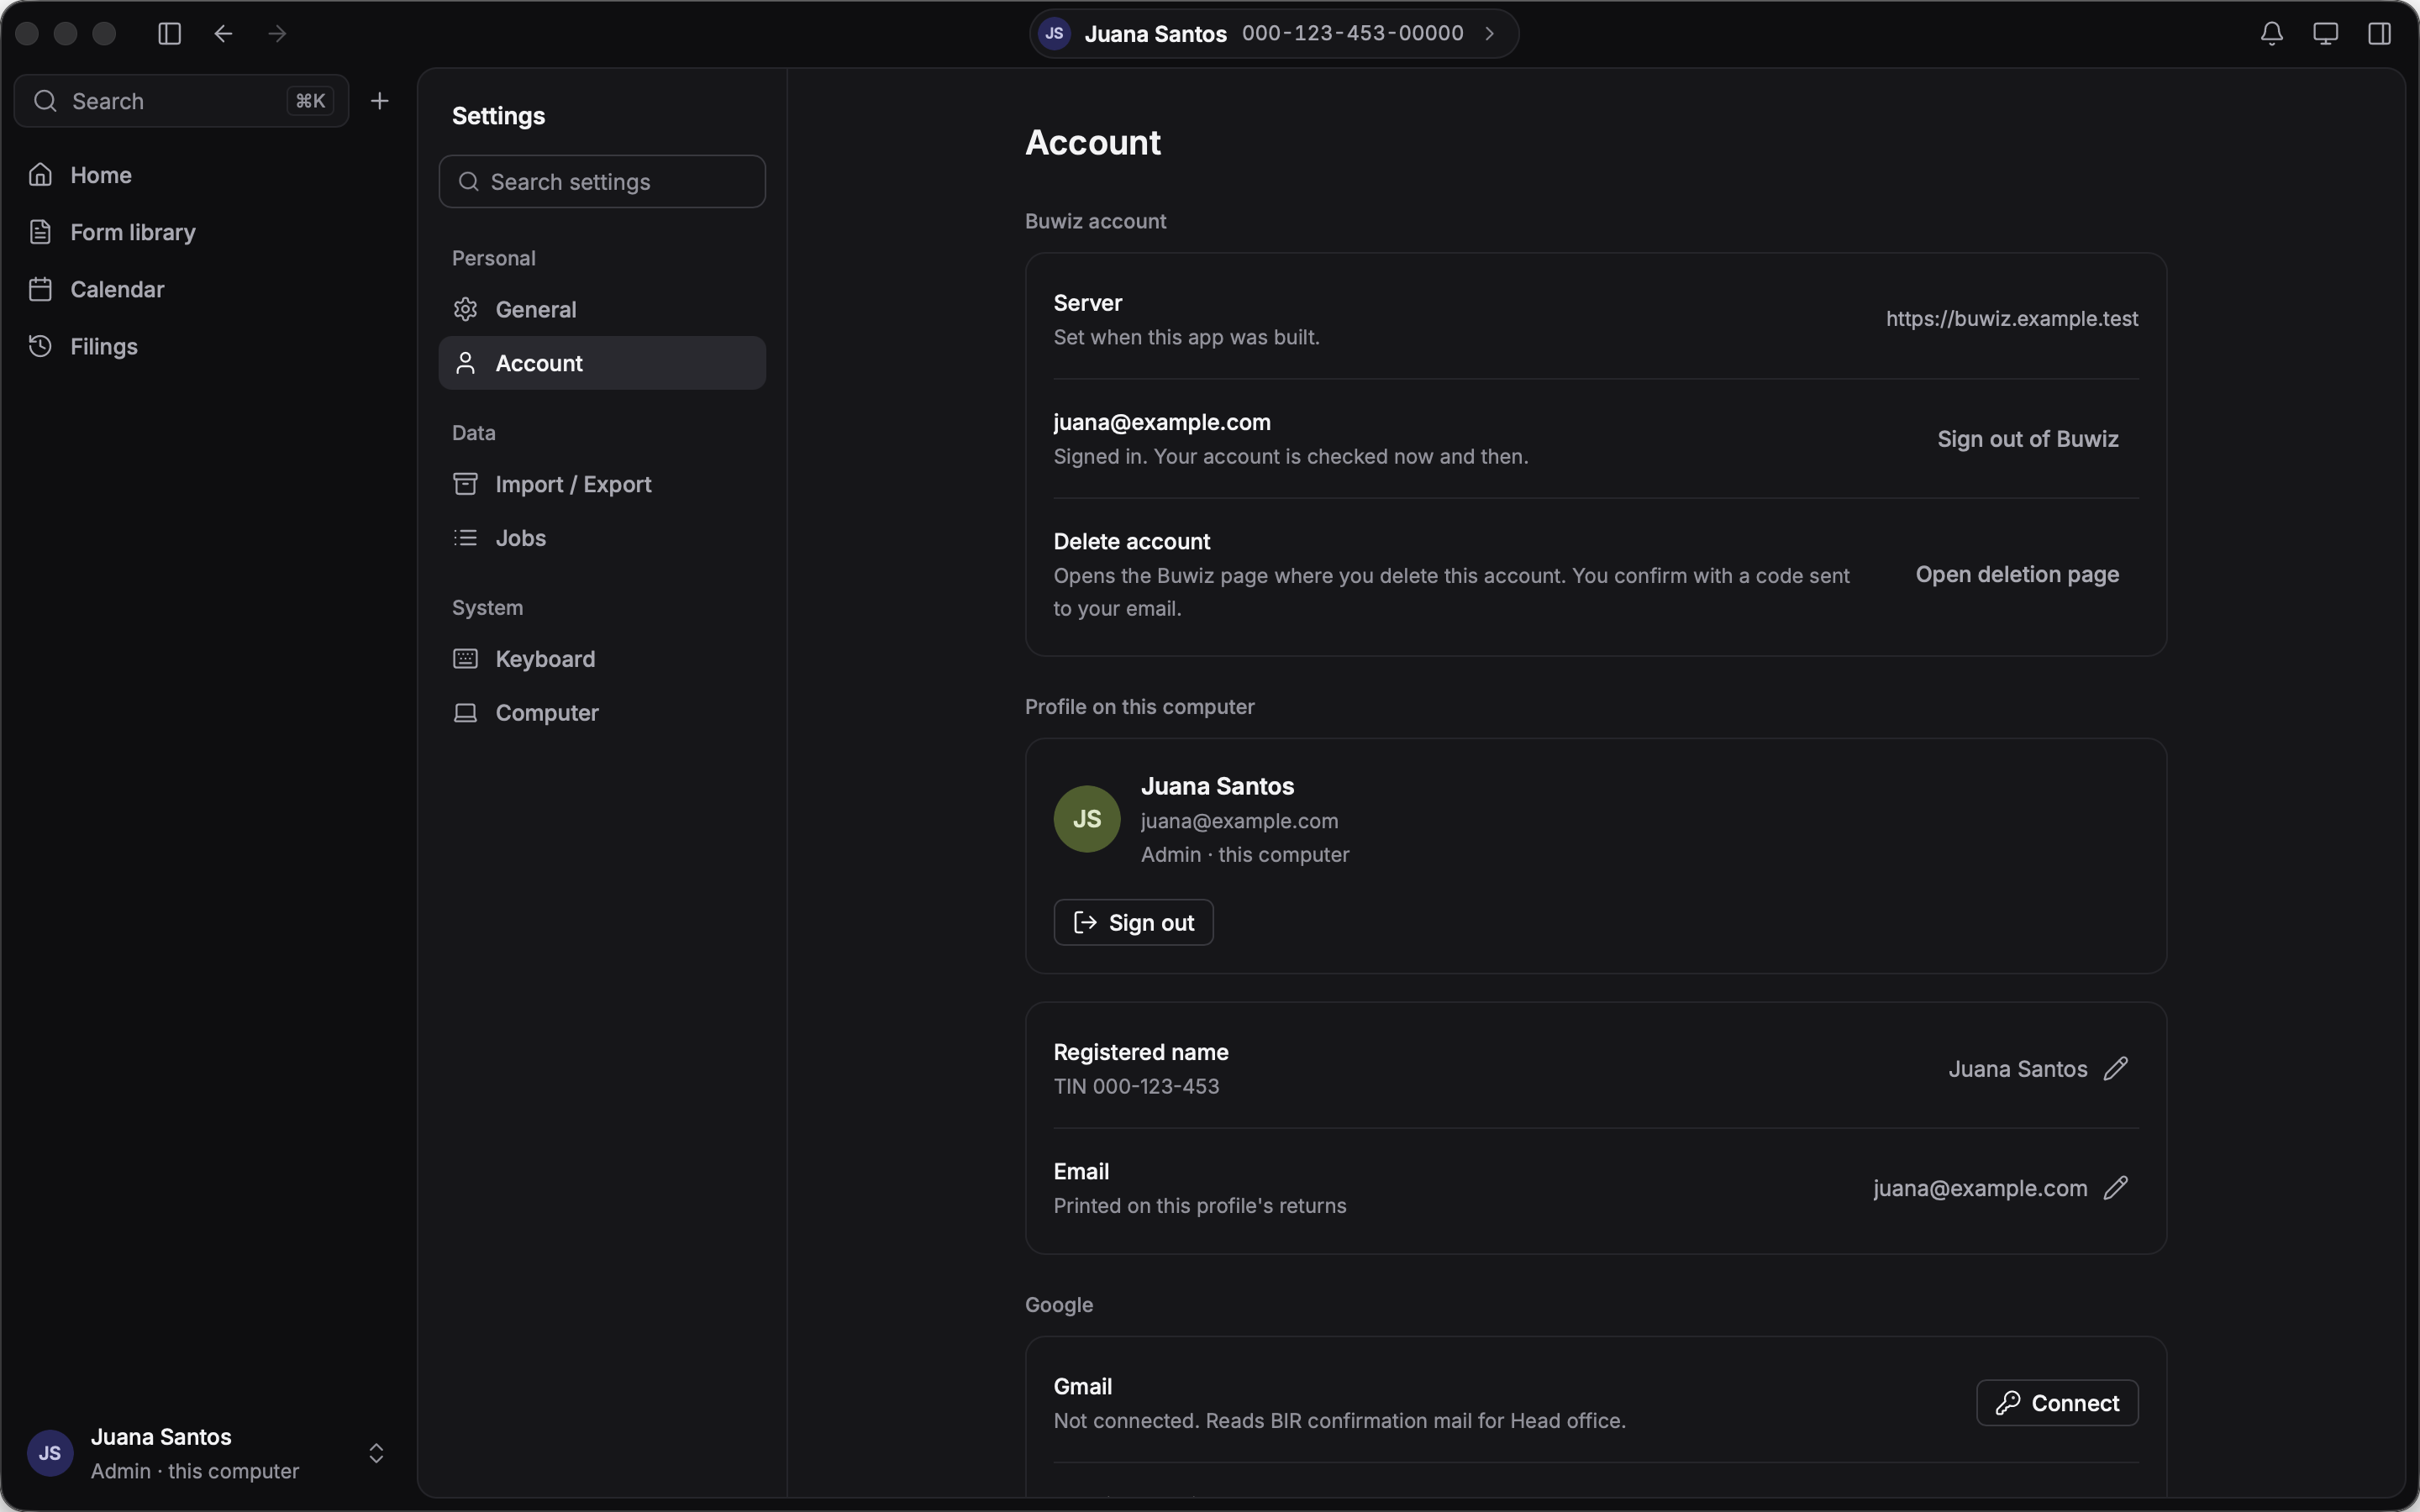 JS Juana Santos 000-123-453-00000
Search ⌘K
Home
Form library
Calendar
Filings
Juana Santos
JS
Admin · this computer
Settings
Search settings
Personal
General
Account
Data
Import / Export
Jobs
System
Keyboard
Computer
Account
Buwiz account
Server
Set when this app was built.
https://buwiz.example.test
juana@example.com
Signed in. Your account is checked now and then.
Sign out of Buwiz
Delete account
Opens the Buwiz page where you delete this account. You confirm with a code sent
to your email.
Open deletion page
Profile on this computer
JS
Juana Santos
juana@example.com
Admin · this computer
Sign out
Registered name
TIN 000-123-453
Juana Santos
Email
Printed on this profile's returns
juana@example.com
Google
Gmail
Not connected. Reads BIR confirmation mail for Head office.
Connect